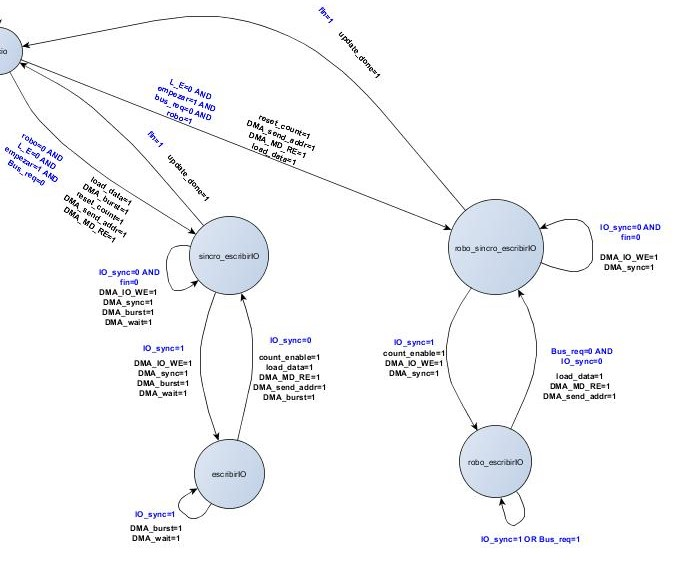 fin=1
update_done=1
cio
L_E=0 AND
empezar=1 AND
bus_req=0 AND
robo=1
reset_count=1
DMA_send_addr=1
DMA_MD_RE=1
load_data=1
fin=1
update_done=1
robo=0 AND
L_E=0 AND
empezar=1 AND
Bus_req=0
load_data=1
DMA_burst=1
reset_count=1
DMA_send_addr=1
DMA_MD_RE=1
sincro_escribirIO
robo_sincro_escribirIO
IO_sync=0 AND
fin=0
DMA_IO_WE=1
DMA_sync=1
IO_sync=0 AND
fin=0
DMA_IO_WE=1
DMA_sync=1
DMA_burst=1
DMA_wait=1
IO_sync=1
DMA_IO_WE=1
DMA_sync=1
DMA_burst=1
DMA_wait=1
IO_sync=0
count_enable=1
load_data=1
DMA_MD_RE=1
DMA_send_addr=1
DMA_burst=1
IO_sync=1
count_enable=1
DMA_IO_WE=1
DMA_sync=1
Bus_req=0 AND
IO_sync=0
load_data=1
DMA_MD_RE=1
DMA_send_addr=1
escribirIO
robo_escribirIO
IO_sync=1
DMA_burst=1
DMA_wait=1
IO_sync=1 OR Bus_req=1